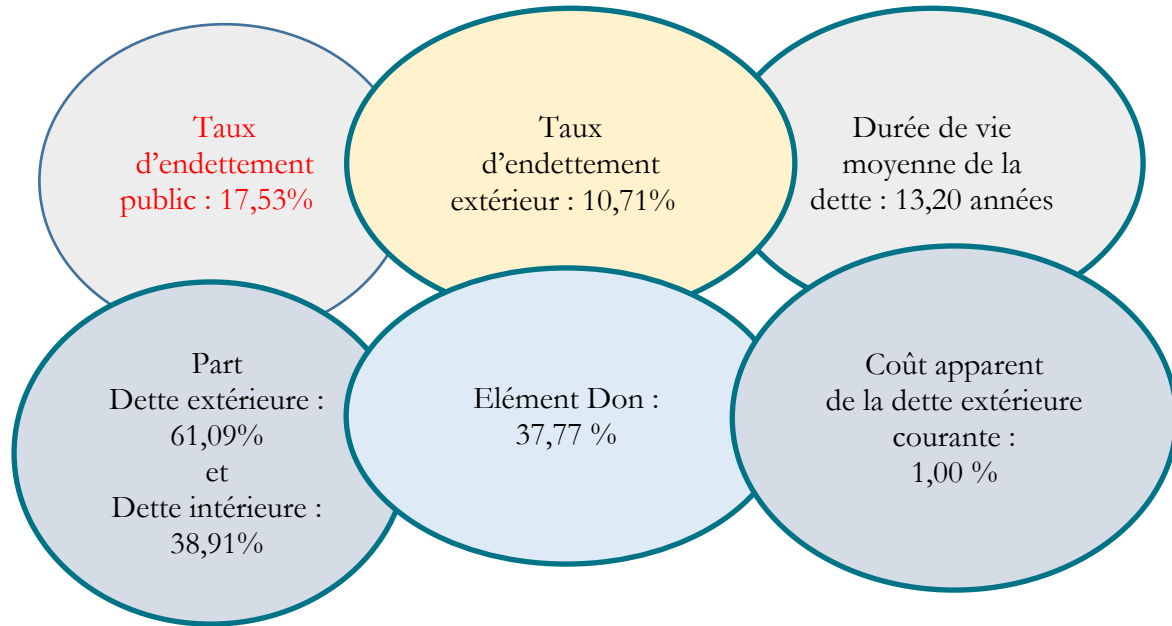 Taux
d’endettement
public : 17,53%
Taux
d’endettement
extérieur : 10,71%
Durée de vie
moyenne de la
dette : 13,20 années
Part
Dette extérieure :
61,09%
et
Dette intérieure :
38,91%
Elément Don :
37,77 %
Coût apparent
de la dette extérieure
courante :
1,00 %